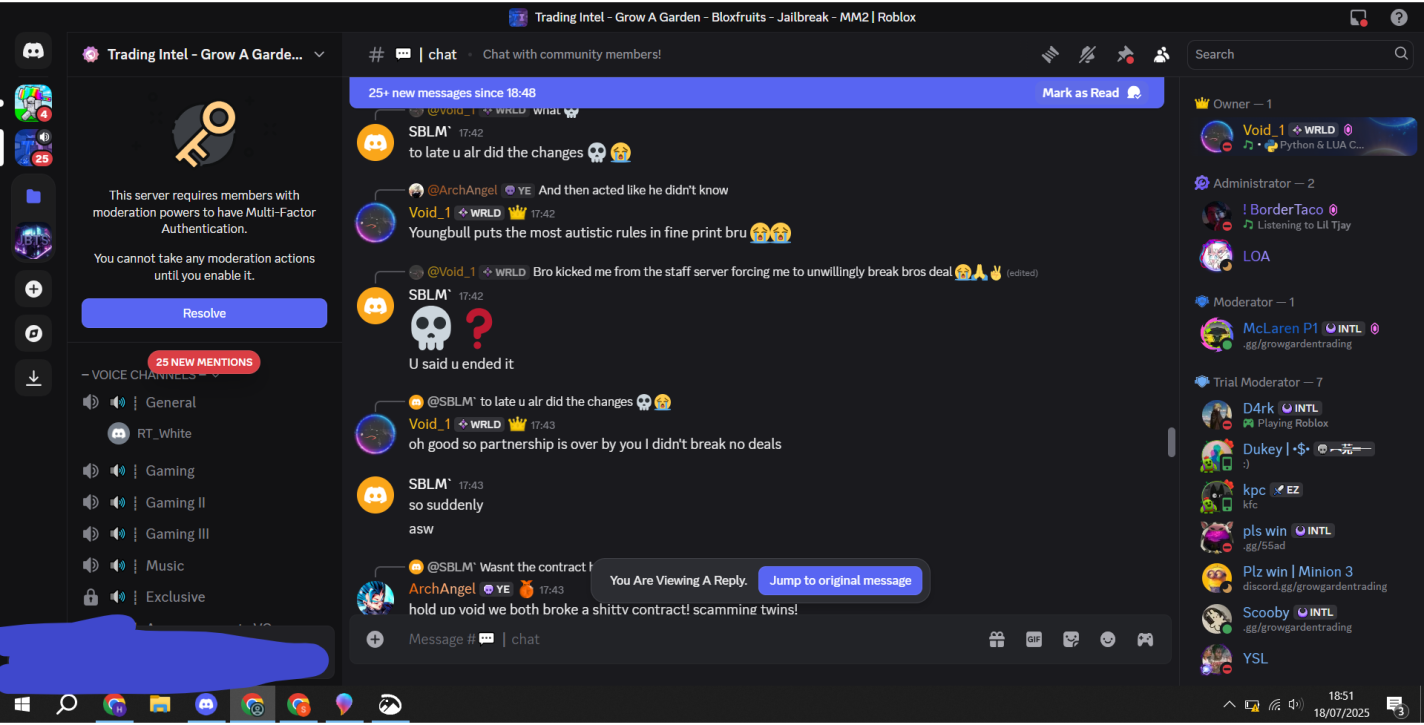 Trading Intel - Grow A Garden - Bloxfruits - Jailbreak - MM2 | Roblox
Trading Intel - Grow A Garde...
# 💬 | chat
Chat with community members!
Search
4
25
This server requires members with
moderation powers to have Multi-Factor
Authentication.
You cannot take any moderation actions
until you enable it.
Resolve
25 NEW MENTIONS
– VOICE CHANNELS –
General
RT_White
Gaming
Gaming II
Gaming III
Music
Exclusive
25+ new messages since 18:48
Mark as Read
@Void_1 WRLD what 💀
SBLM` 17:42
to late u alr did the changes 💀😭
@ArchAngel YE And then acted like he didn't know
Void_1 WRLD 17:42
Youngbull puts the most autistic rules in fine print bru 😭😭
@Void_1 WRLD Bro kicked me from the staff server forcing me to unwillingly break bros deal 😭🙏✌️ (edited)
SBLM` 17:42
💀❓
U said u ended it
@SBLM` to late u alr did the changes 💀😭
Void_1 WRLD 17:43
oh good so partnership is over by you I didn't break no deals
SBLM` 17:43
so suddenly
asw
@SBLM` Wasnt the contract
ArchAngel YE 17:43
hold up void we both broke a shitty contract! scamming twins!
You Are Viewing A Reply.
Jump to original message
Message # 💬 | chat
GIF
Owner — 1
Void_1 WRLD
Python & LUA C...
Administrator — 2
! BorderTaco
Listening to Lil Tjay
LOA
Moderator — 1
McLaren P1 INTL
.gg/growgardentrading
Trial Moderator — 7
D4rk INTL
Playing Roblox
Dukey | •$•
:)
kpc EZ
kfc
pls win INTL
.gg/55ad
Plz win | Minion 3
discord.gg/growgardentrading
Scooby INTL
.gg/growgardentrading
YSL
18:51
18/07/2025
3